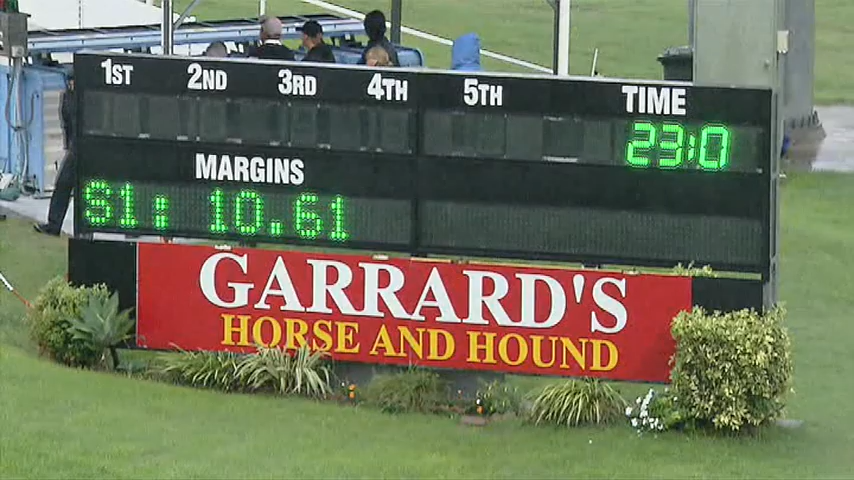 1ST 2ND 3RD 4TH 5TH TIME
23:0
MARGINS
S1: 10.61
GARRARD'S
HORSE AND HOUND